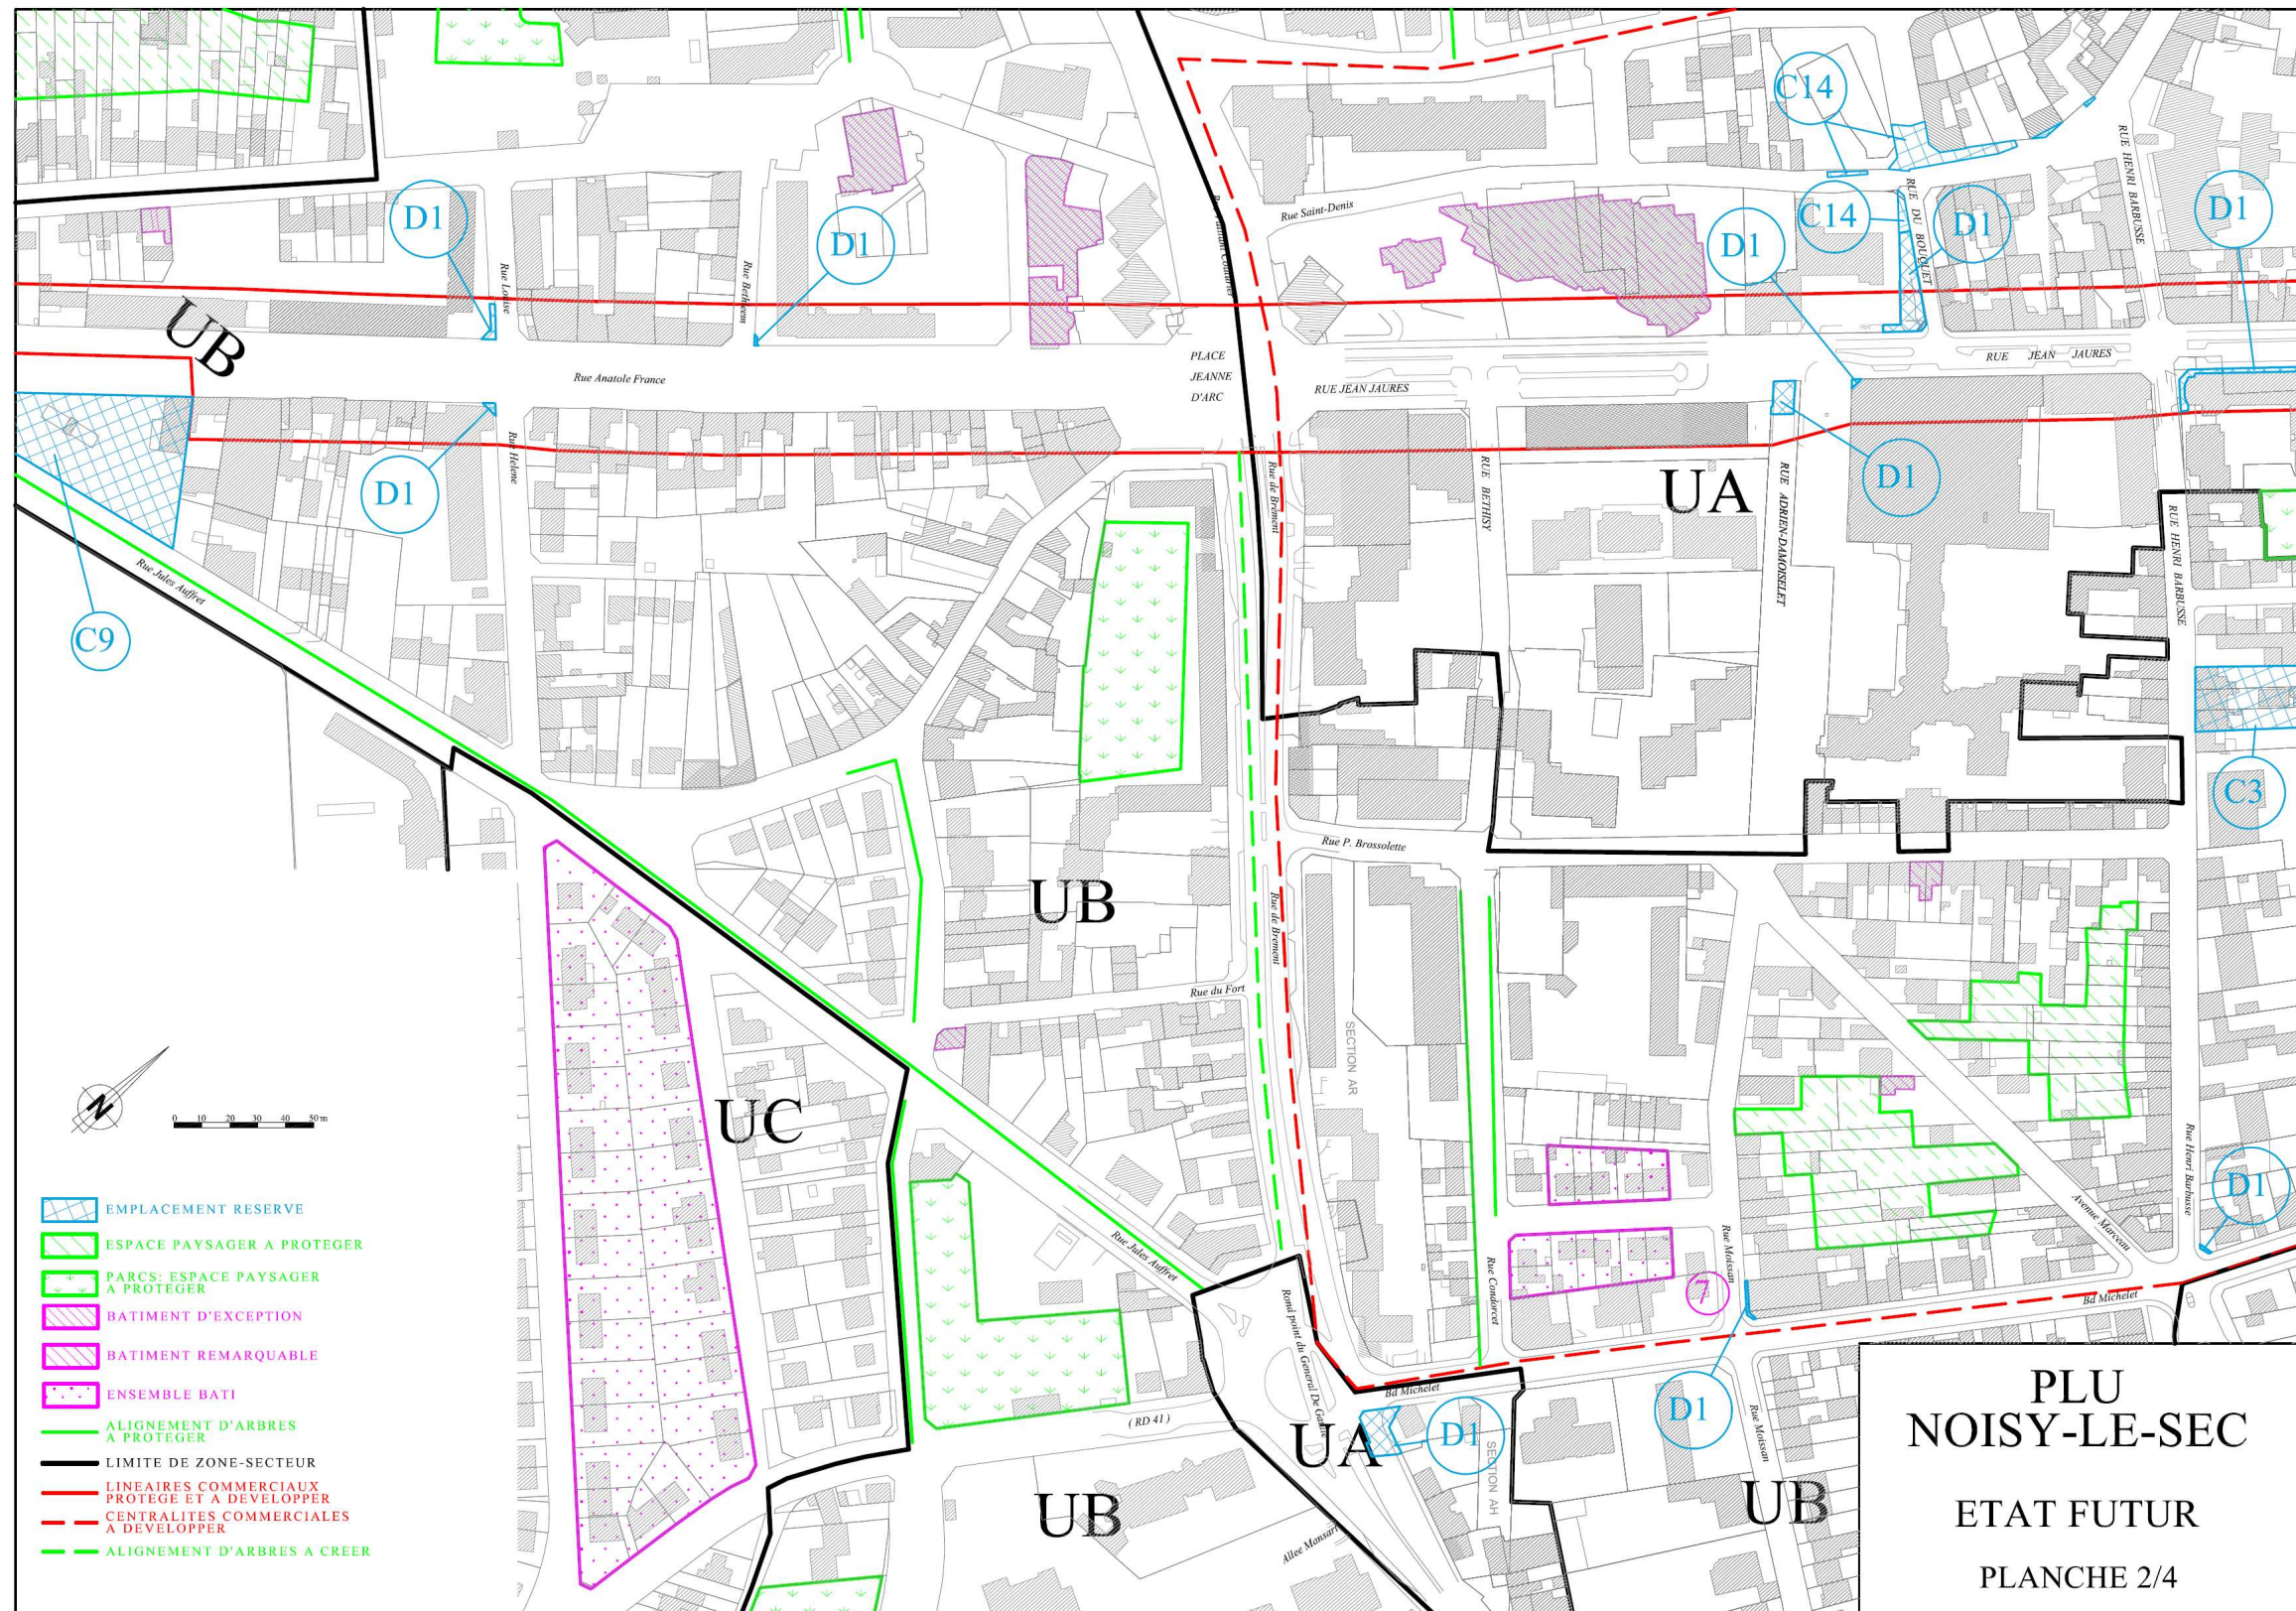 C14
RUE HENRI BARBUSSE
D1
D1
Rue Saint-Denis
C14
RUE DU BOUQUET
D1
D1
D1
Rue Louise
Rue Bethleem
UB
Rue Anatole France
PLACE
JEANNE
D'ARC
RUE JEAN JAURES
RUE JEAN JAURES
D1
Rue Helene
Rue de Brément
RUE BETHISY
UA
RUE ADRIEN-DAMOISELET
D1
RUE HENRI BARBUSSE
Rue Jules Auffret
C9
C3
Rue P. Brossolette
UB
Rue de Brement
Rue du Fort
SECTION AR
UC
N
0 10 20 30 40 50 m
Rue Henri Barbusse
D1
Avenue Marceau
Rue Jules Auffret
Rue Condorcet
Rue Moissan
7
Rond point du General De Gaulle
Bd Michelet
Bd Michelet
(RD 41)
UA
D1
SECTION AH
D1
Rue Moissan
UB
UB
Allee Mansart
EMPLACEMENT RESERVE
ESPACE PAYSAGER A PROTEGER
PARCS: ESPACE PAYSAGER
A PROTEGER
BATIMENT D'EXCEPTION
BATIMENT REMARQUABLE
ENSEMBLE BATI
ALIGNEMENT D'ARBRES
A PROTEGER
LIMITE DE ZONE-SECTEUR
LINEAIRES COMMERCIAUX
PROTEGE ET A DEVELOPPER
CENTRALITES COMMERCIALES
A DEVELOPPER
ALIGNEMENT D'ARBRES A CREER
PLU
NOISY-LE-SEC
ETAT FUTUR
PLANCHE 2/4